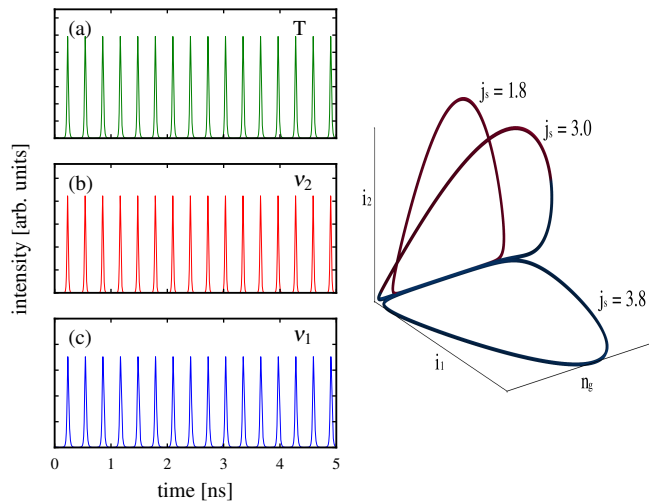 (a)
T
(b)
ν₂
(c)
ν₁
intensity [arb. units]
0
1
2
3
4
5
time [ns]
jₛ = 1.8
jₛ = 3.0
jₛ = 3.8
i₂
i₁
n_g